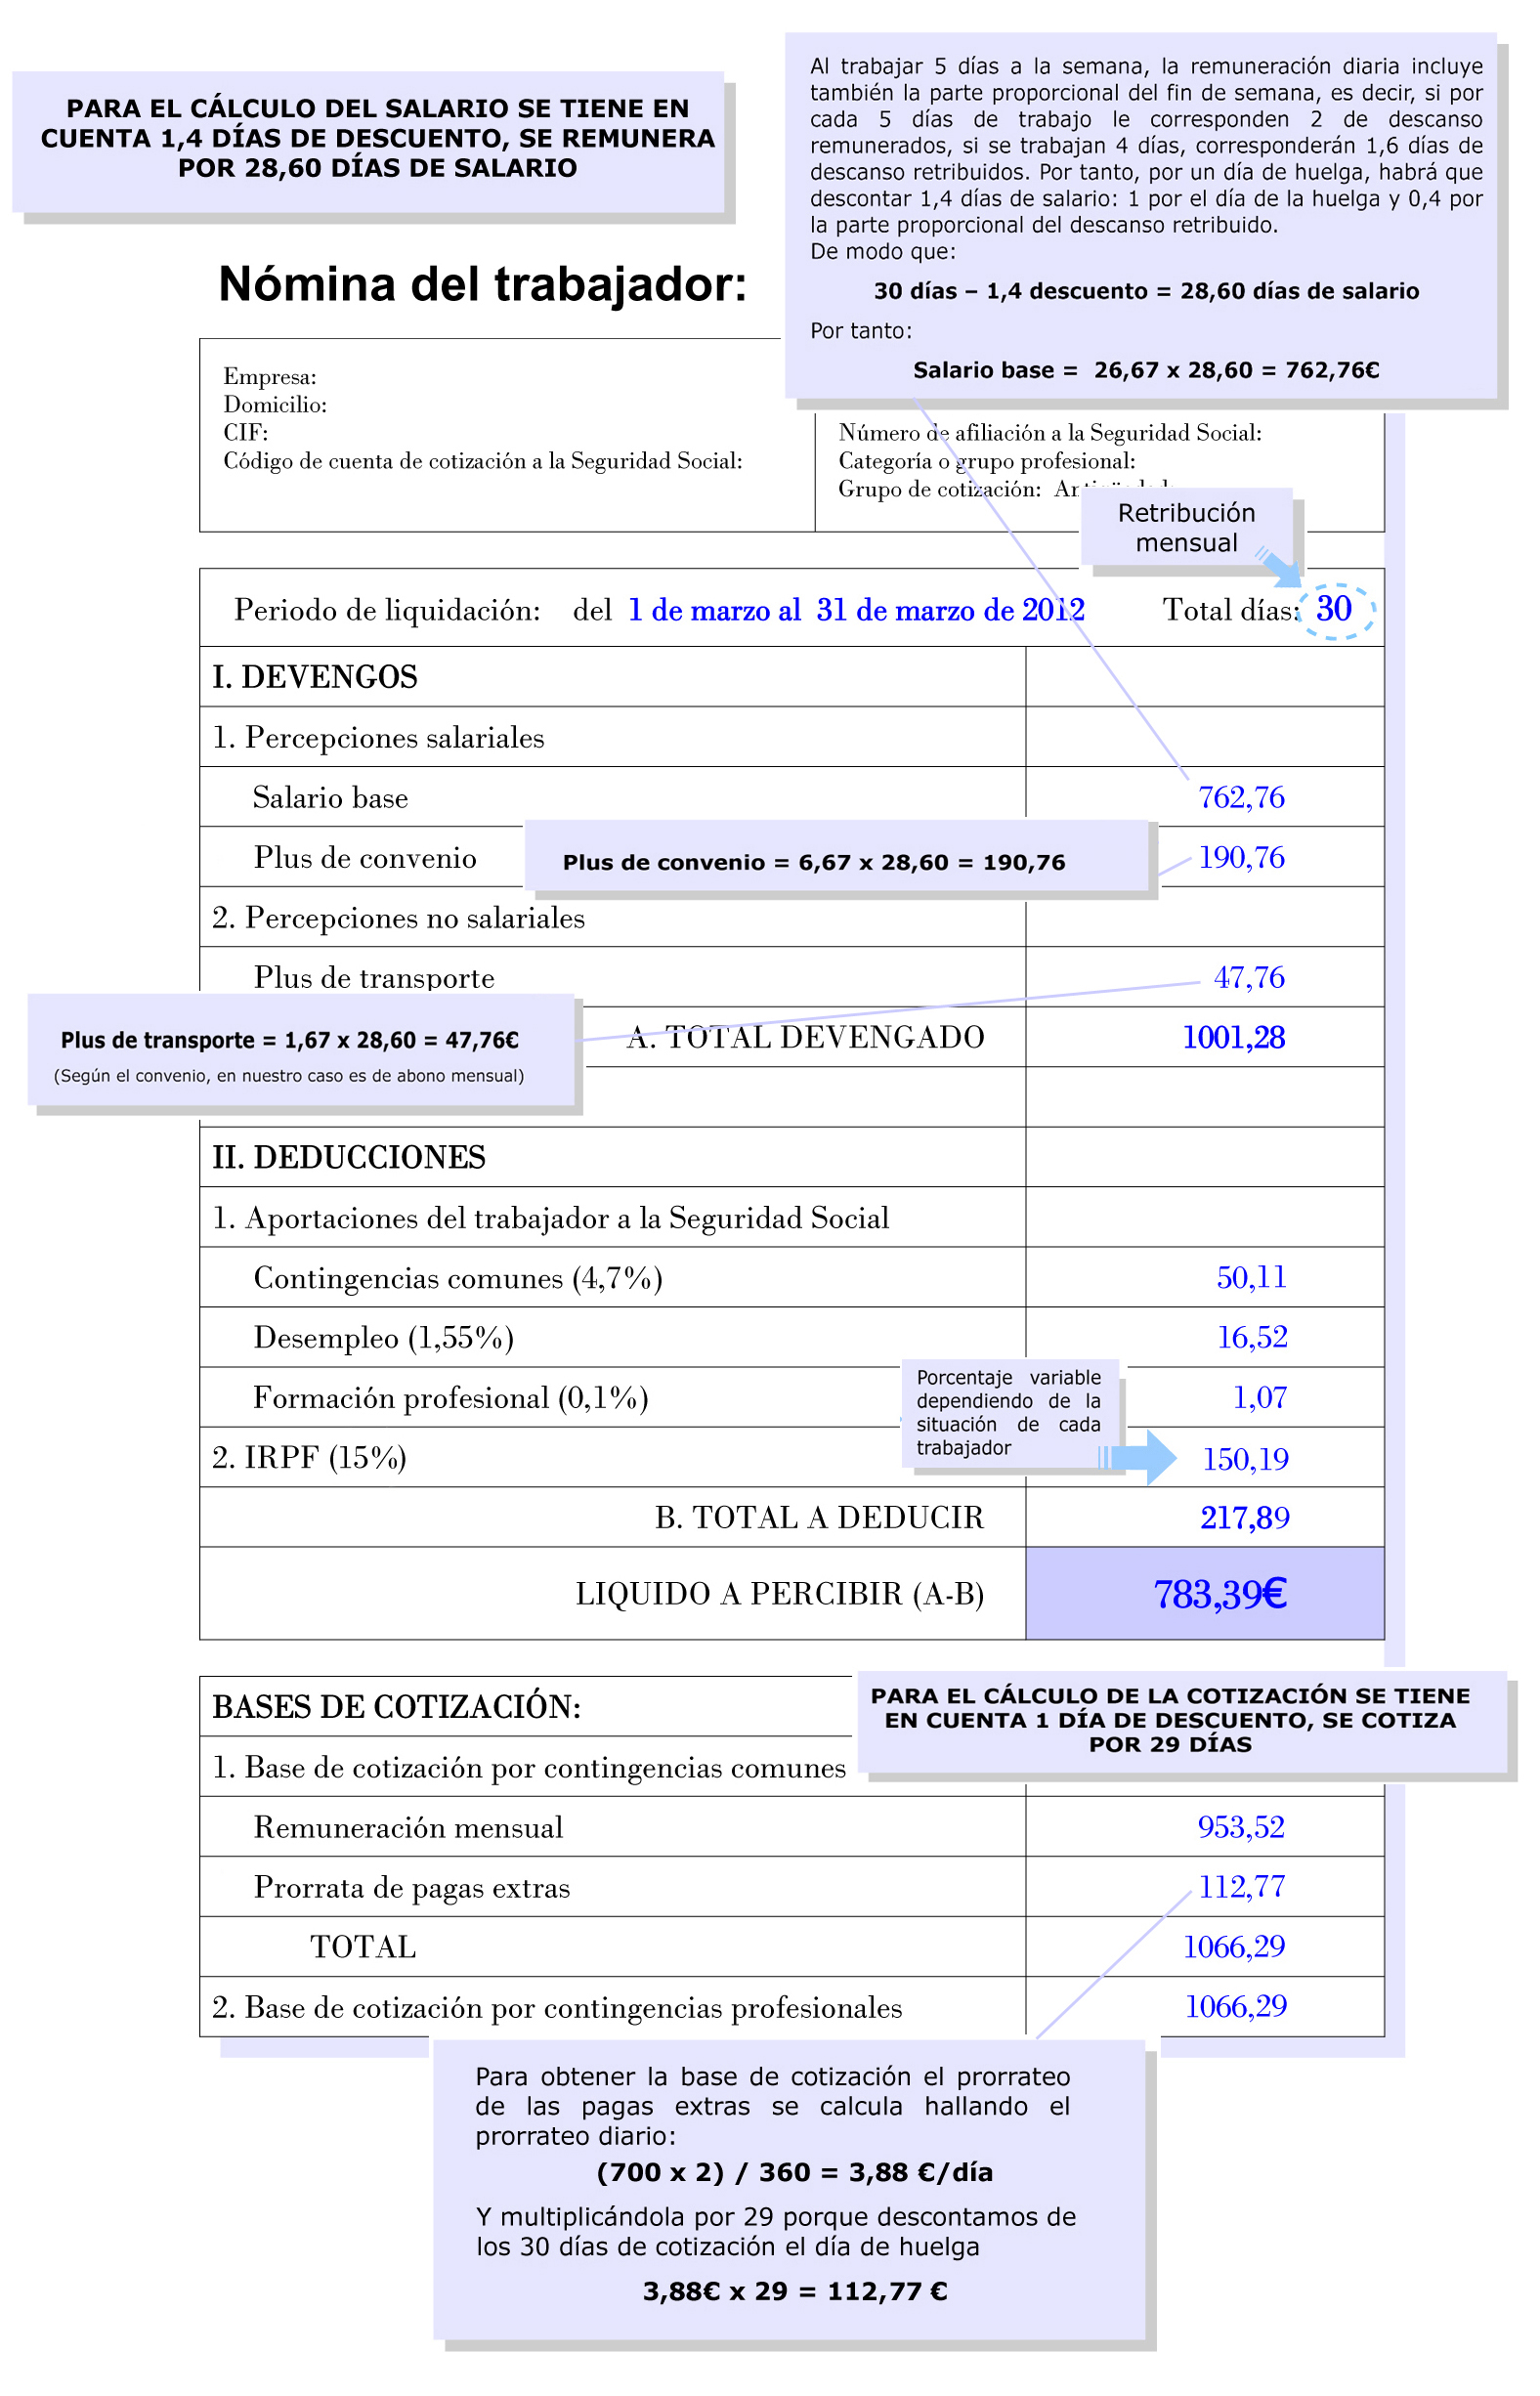 PARA EL CÁLCULO DEL SALARIO SE TIENE EN
CUENTA 1,4 DÍAS DE DESCUENTO, SE REMUNERA
POR 28,60 DÍAS DE SALARIO
Al trabajar 5 días a la semana, la remuneración diaria incluye
también la parte proporcional del fin de semana, es decir, si por
cada 5 días de trabajo le corresponden 2 de descanso
remunerados, si se trabajan 4 días, corresponderán 1,6 días de
descanso retribuidos. Por tanto, por un día de huelga, habrá que
descontar 1,4 días de salario: 1 por el día de la huelga y 0,4 por
la parte proporcional del descanso retribuido.
De modo que:
30 días – 1,4 descuento = 28,60 días de salario
Por tanto:
Salario base = 26,67 x 28,60 = 762,76€
Nómina del trabajador:
Empresa:
Domicilio:
CIF:
Código de cuenta de cotización a la Seguridad Social:
Número de afiliación a la Seguridad Social:
Categoría o grupo profesional:
Grupo de cotización:
Retribución
mensual
Periodo de liquidación: del 1 de marzo al 31 de marzo de 2012 Total días: 30
I. DEVENGOS
1. Percepciones salariales
Salario base 762,76
Plus de convenio 190,76
Plus de convenio = 6,67 x 28,60 = 190,76
2. Percepciones no salariales
Plus de transporte 47,76
Plus de transporte = 1,67 x 28,60 = 47,76€
(Según el convenio, en nuestro caso es de abono mensual)
A. TOTAL DEVENGADO 1001,28
II. DEDUCCIONES
1. Aportaciones del trabajador a la Seguridad Social
Contingencias comunes (4,7%) 50,11
Desempleo (1,55%) 16,52
Formación profesional (0,1%) 1,07
Porcentaje variable
dependiendo de la
situación de cada
trabajador
2. IRPF (15%) 150,19
B. TOTAL A DEDUCIR 217,89
LIQUIDO A PERCIBIR (A-B) 783,39€
BASES DE COTIZACIÓN:
PARA EL CÁLCULO DE LA COTIZACIÓN SE TIENE
EN CUENTA 1 DÍA DE DESCUENTO, SE COTIZA
POR 29 DÍAS
1. Base de cotización por contingencias comunes
Remuneración mensual 953,52
Prorrata de pagas extras 112,77
TOTAL 1066,29
2. Base de cotización por contingencias profesionales 1066,29
Para obtener la base de cotización el prorrateo
de las pagas extras se calcula hallando el
prorrateo diario:
(700 x 2) / 360 = 3,88 €/día
Y multiplicándola por 29 porque descontamos de
los 30 días de cotización el día de huelga
3,88€ x 29 = 112,77 €